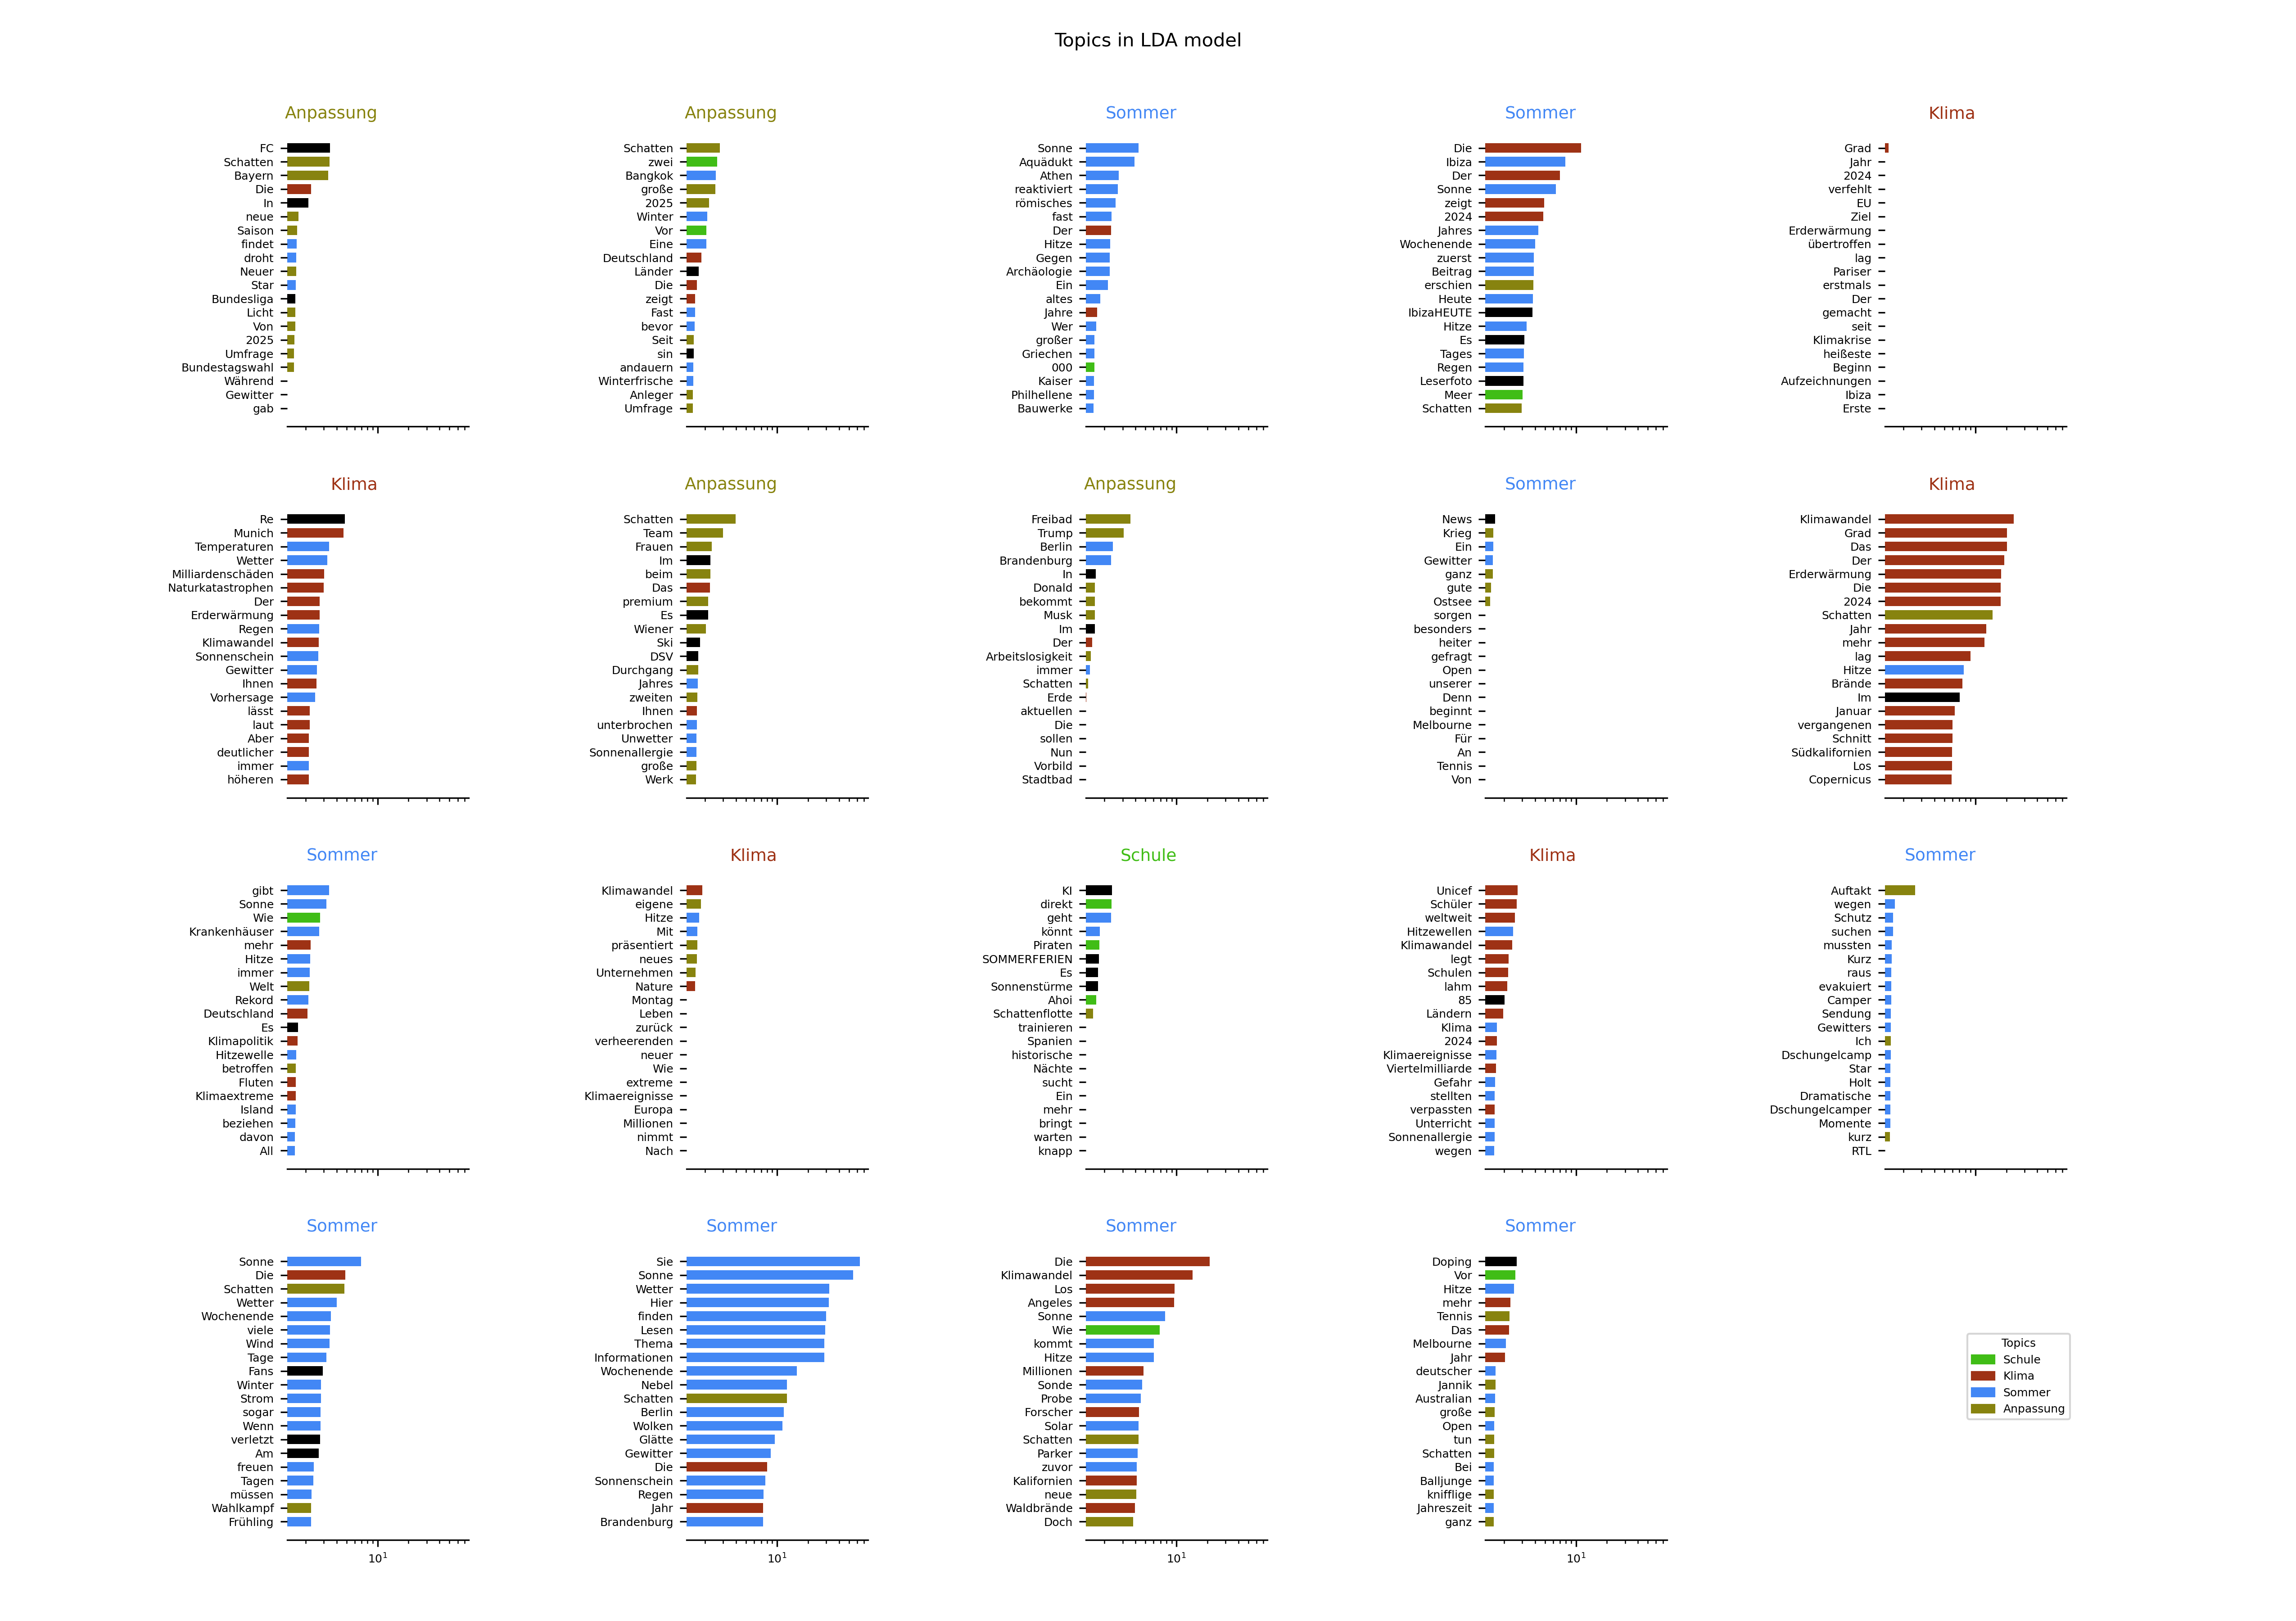 Topics in LDA model
Anpassung
FC
Schatten
Bayern
Die
In
neue
Saison
findet
droht
Neuer
Star
Bundesliga
Licht
Von
2025
Umfrage
Bundestagswahl
Während
Gewitter
gab
Anpassung
Schatten
zwei
Bangkok
große
2025
Winter
Vor
Eine
Deutschland
Länder
Die
zeigt
Fast
bevor
Seit
sin
andauern
Winterfrische
Anleger
Umfrage
Sommer
Sonne
Aquädukt
Athen
reaktiviert
römisches
fast
Der
Hitze
Gegen
Archäologie
Ein
altes
Jahre
Wer
großer
Griechen
000
Kaiser
Philhellene
Bauwerke
Sommer
Die
Ibiza
Der
Sonne
zeigt
2024
Jahres
Wochenende
zuerst
Beitrag
erschien
Heute
IbizaHEUTE
Hitze
Es
Tages
Regen
Leserfoto
Meer
Schatten
Klima
Grad
Jahr
2024
verfehlt
EU
Ziel
Erderwärmung
übertroffen
lag
Pariser
erstmals
Der
gemacht
seit
Klimakrise
heißeste
Beginn
Aufzeichnungen
Ibiza
Erste
Klima
Re
Munich
Temperaturen
Wetter
Milliardenschäden
Naturkatastrophen
Der
Erderwärmung
Regen
Klimawandel
Sonnenschein
Gewitter
Ihnen
Vorhersage
lässt
laut
Aber
deutlicher
immer
höheren
Anpassung
Schatten
Team
Frauen
Im
beim
Das
premium
Es
Wiener
Ski
DSV
Durchgang
Jahres
zweiten
Ihnen
unterbrochen
Unwetter
Sonnenallergie
große
Werk
Anpassung
Freibad
Trump
Berlin
Brandenburg
In
Donald
bekommt
Musk
Im
Der
Arbeitslosigkeit
immer
Schatten
Erde
aktuellen
Die
sollen
Nun
Vorbild
Stadtbad
Sommer
News
Krieg
Ein
Gewitter
ganz
gute
Ostsee
sorgen
besonders
heiter
gefragt
Open
unserer
Denn
beginnt
Melbourne
Für
An
Tennis
Von
Klima
Klimawandel
Grad
Das
Der
Erderwärmung
Die
2024
Schatten
Jahr
mehr
lag
Hitze
Brände
Im
Januar
vergangenen
Schnitt
Südkalifornien
Los
Copernicus
Sommer
gibt
Sonne
Wie
Krankenhäuser
mehr
Hitze
immer
Welt
Rekord
Deutschland
Es
Klimapolitik
Hitzewelle
betroffen
Fluten
Klimaextreme
Island
beziehen
davon
All
Klima
Klimawandel
eigene
Hitze
Mit
präsentiert
neues
Unternehmen
Nature
Montag
Leben
zurück
verheerenden
neuer
Wie
extreme
Klimaereignisse
Europa
Millionen
nimmt
Nach
Schule
KI
direkt
geht
könnt
Piraten
SOMMERFERIEN
Es
Sonnenstürme
Ahoi
Schattenflotte
trainieren
Spanien
historische
Nächte
sucht
Ein
mehr
bringt
warten
knapp
Klima
Unicef
Schüler
weltweit
Hitzewellen
Klimawandel
legt
Schulen
lahm
85
Ländern
Klima
2024
Klimaereignisse
Viertelmilliarde
Gefahr
stellten
verpassten
Unterricht
Sonnenallergie
wegen
Sommer
Auftakt
wegen
Schutz
suchen
mussten
Kurz
raus
evakuiert
Camper
Sendung
Gewitters
Ich
Dschungelcamp
Star
Holt
Dramatische
Dschungelcamper
Momente
kurz
RTL
Sommer
Sonne
Die
Schatten
Wetter
Wochenende
viele
Wind
Tage
Fans
Winter
Strom
sogar
Wenn
verletzt
Am
freuen
Tagen
müssen
Wahlkampf
Frühling
10¹
Sommer
Sie
Sonne
Wetter
Hier
finden
Lesen
Thema
Informationen
Wochenende
Nebel
Schatten
Berlin
Wolken
Glätte
Gewitter
Die
Sonnenschein
Regen
Jahr
Brandenburg
10¹
Sommer
Die
Klimawandel
Los
Angeles
Sonne
Wie
kommt
Hitze
Millionen
Sonde
Probe
Forscher
Solar
Schatten
Parker
zuvor
Kalifornien
neue
Waldbrände
Doch
10¹
Sommer
Doping
Vor
Hitze
mehr
Tennis
Das
Melbourne
Jahr
deutscher
Jannik
Australian
große
Open
tun
Schatten
Bei
Balljunge
knifflige
Jahreszeit
ganz
10¹
Topics
Schule
Klima
Sommer
Anpassung